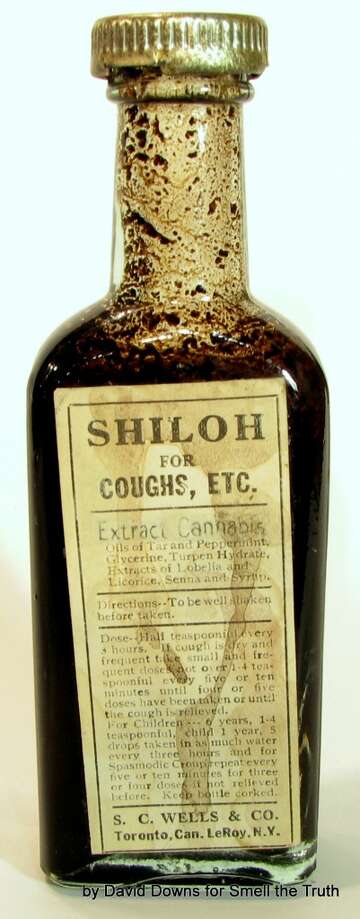 SHILOH
FOR
COUGHS, ETC.
Extract Cannabis
Oils of Tar and Peppermint,
Glycerine, Turpen Hydrate,
Extracts of Lobelia and
Licorice, Senna and Syrup.
Directions--To be well shaken
before taken.
Dose--Half teaspoonful every
3 hours. If cough is dry and
frequent take small and fre-
quent doses not over 1-4 tea-
spoonful every five or ten
minutes until four or five
doses have been taken or until
the cough is relieved.
For Children -- 6 years, 1-4
teaspoonful, child 1 year, 5
drops taken in as much water
every three hours and for
Spasmodic Croup repeat every
five or ten minutes for three
or four doses if not relieved
before. Keep bottle corked.
S. C. WELLS & CO.
Toronto, Can. LeRoy, N.Y.
by David Downs for Smell the Truth